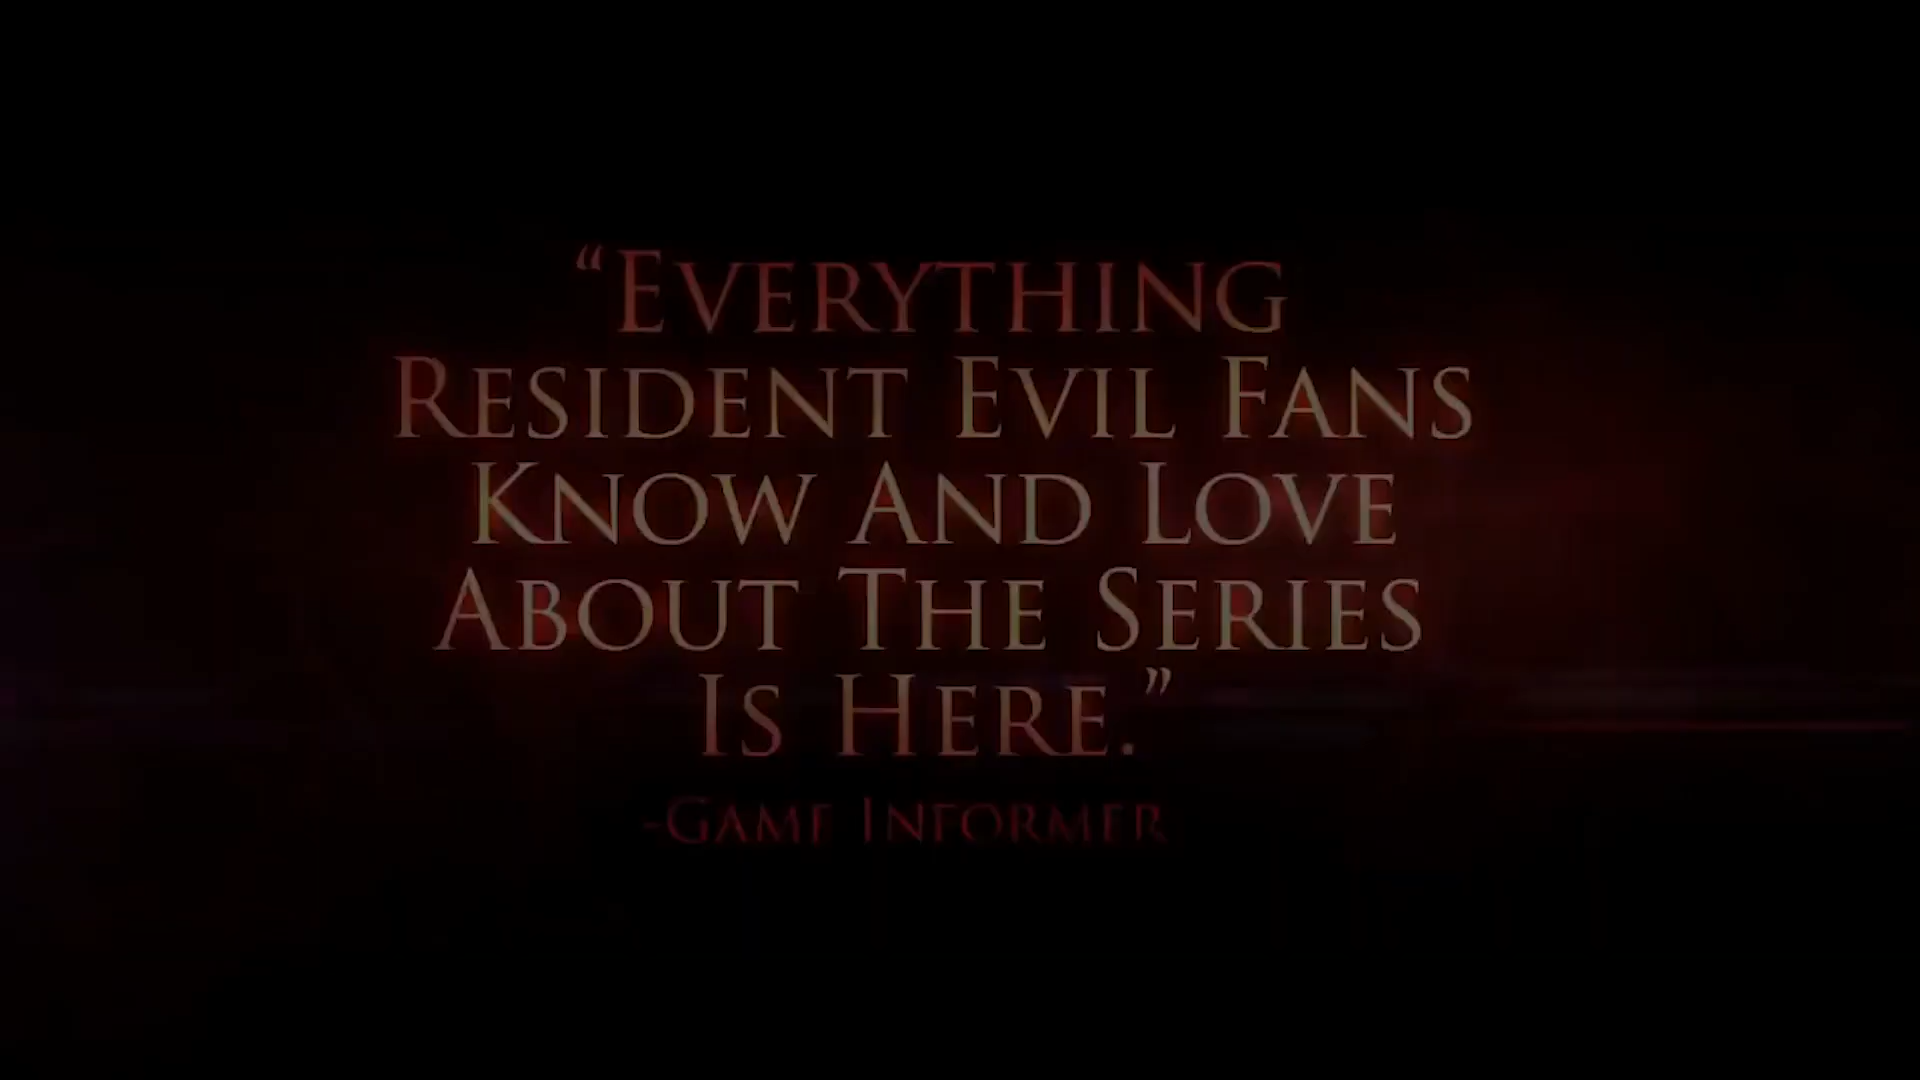 “Everything
Resident Evil Fans
Know And Love
About The Series
Is Here.”
-Game Informer